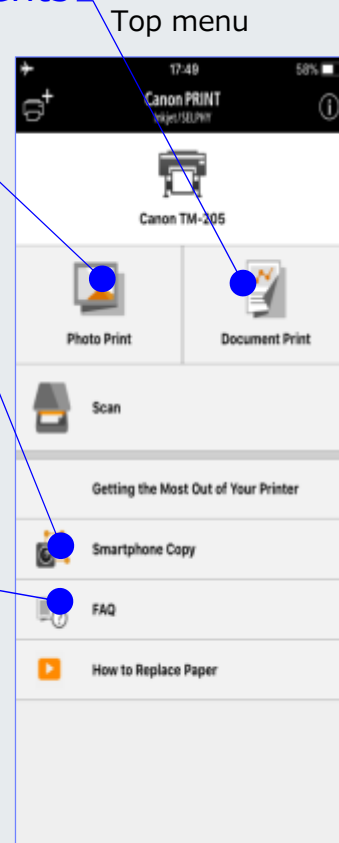 Top menu
17:49
58%
Canon PRINT
Inkjet/SELPHY
Canon TM-205
Photo Print
Document Print
Scan
Getting the Most Out of Your Printer
Smartphone Copy
FAQ
How to Replace Paper